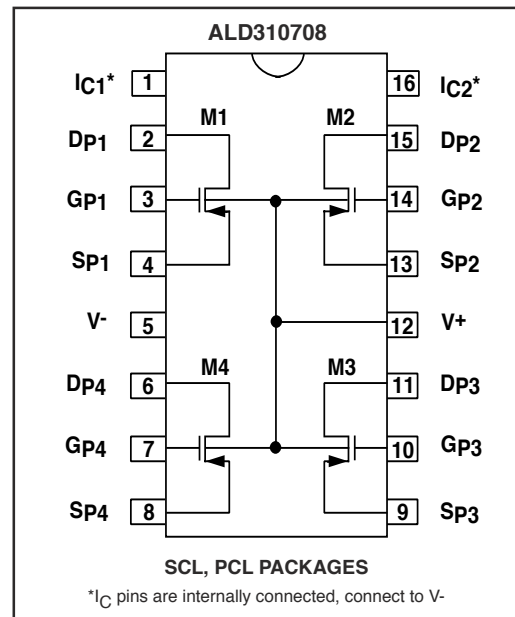 ALD310708
IC1* 1 16 IC2*
M1 M2
DP1 2 15 DP2
GP1 3 14 GP2
SP1 4 13 SP2
V- 5 12 V+
M4 M3
DP4 6 11 DP3
GP4 7 10 GP3
SP4 8 9 SP3
SCL, PCL PACKAGES
*IC pins are internally connected, connect to V-